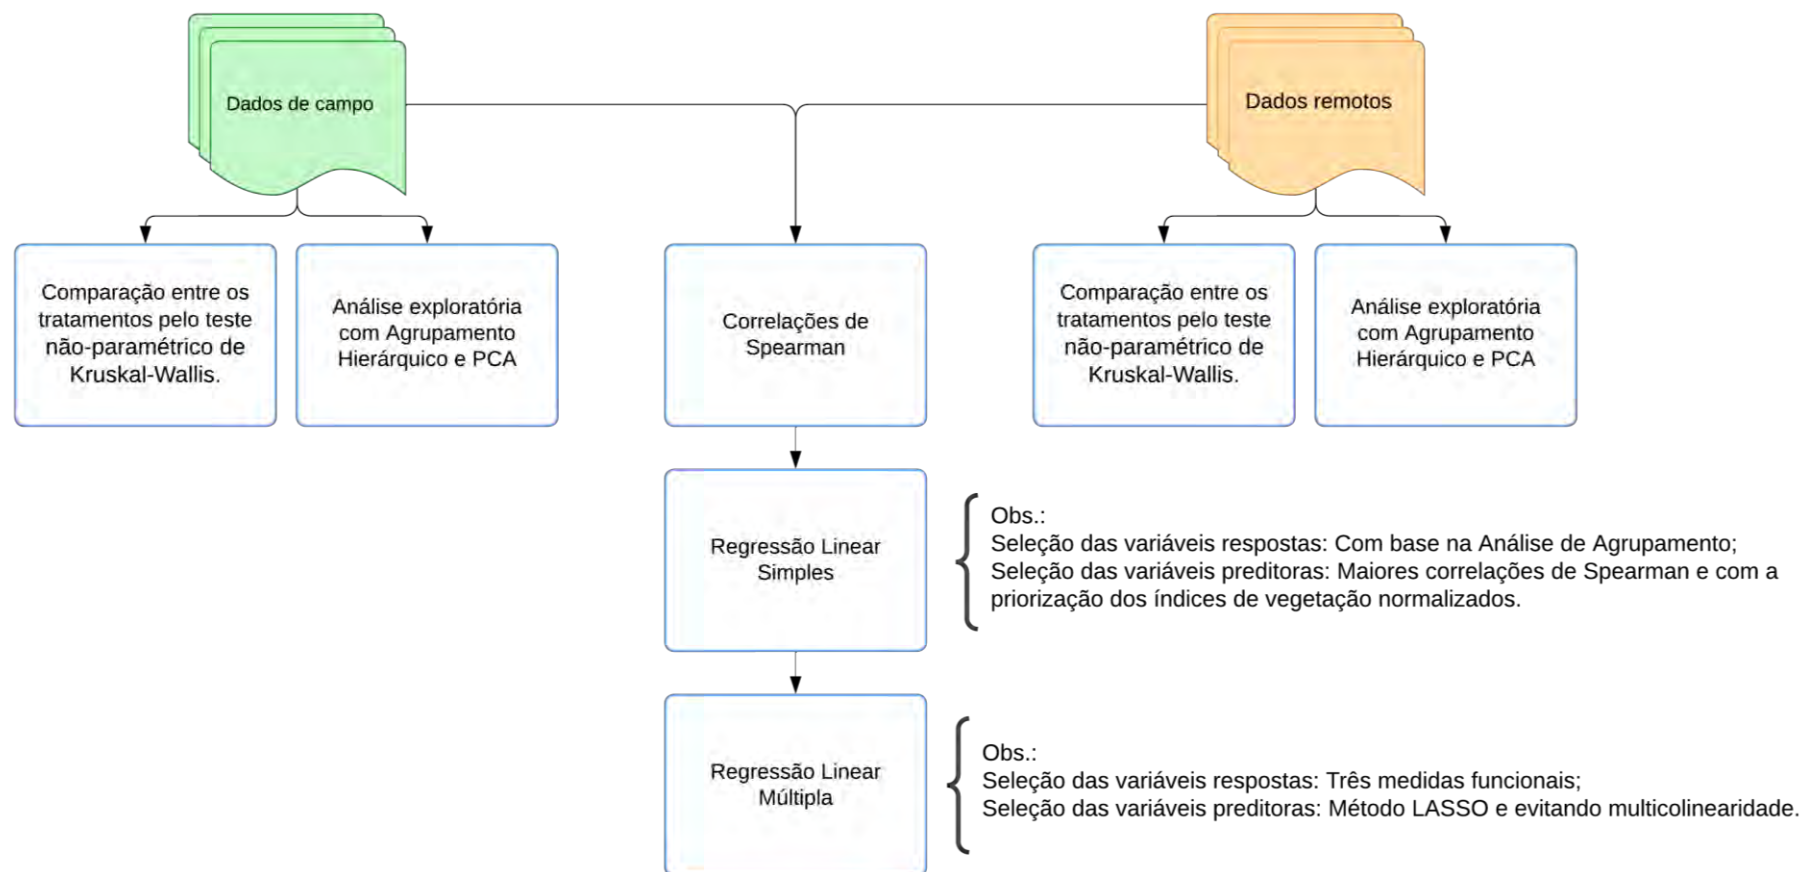 Dados de campo
Dados remotos
Comparação entre os
tratamentos pelo teste
não-paramétrico de
Kruskal-Wallis.
Análise exploratória
com Agrupamento
Hierárquico e PCA
Correlações de
Spearman
Comparação entre os
tratamentos pelo teste
não-paramétrico de
Kruskal-Wallis.
Análise exploratória
com Agrupamento
Hierárquico e PCA
Regressão Linear
Simples
Obs.:
Seleção das variáveis respostas: Com base na Análise de Agrupamento;
Seleção das variáveis preditoras: Maiores correlações de Spearman e com a
priorização dos índices de vegetação normalizados.
Regressão Linear
Múltipla
Obs.:
Seleção das variáveis respostas: Três medidas funcionais;
Seleção das variáveis preditoras: Método LASSO e evitando multicolinearidade.